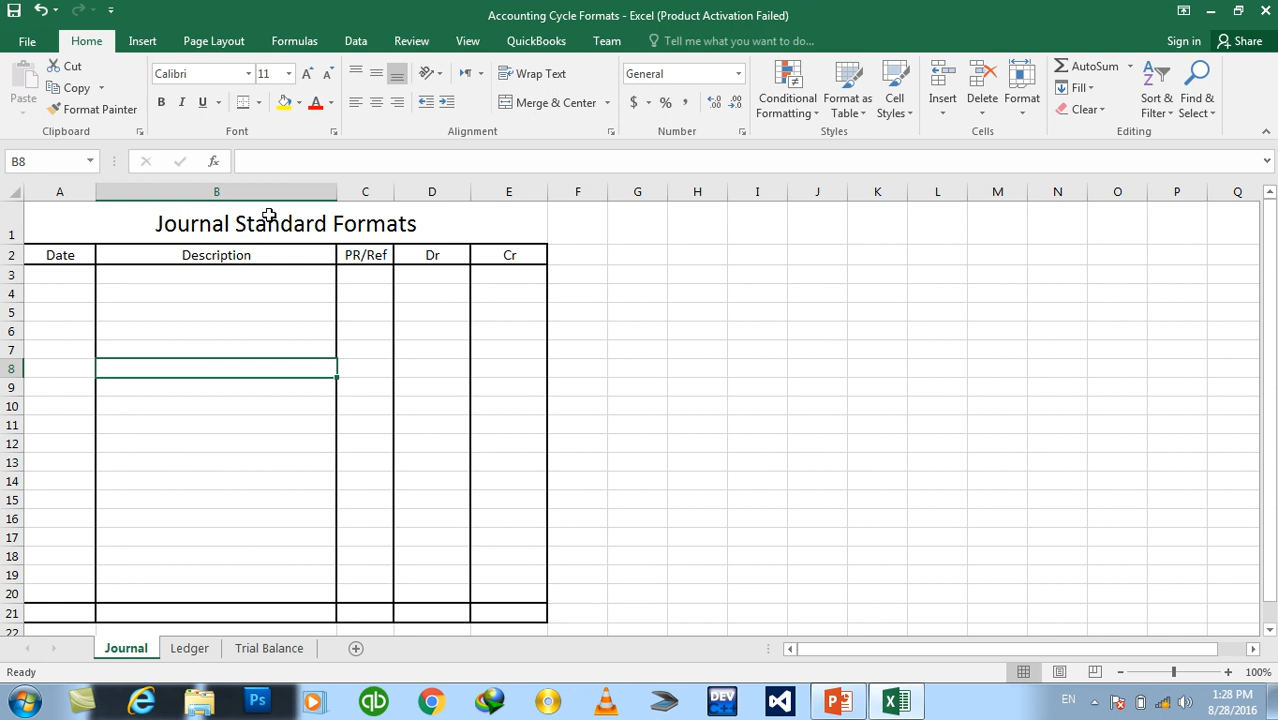 Accounting Cycle Formats - Excel (Product Activation Failed)
File Home Insert Page Layout Formulas Data Review View QuickBooks Team Tell me what you want to do... Sign in Share
Paste
Cut
Copy
Format Painter
Clipboard
Calibri 11
B I U A
Font
Wrap Text
Merge & Center
Alignment
General
$ % ,
Number
Conditional Formatting
Format as Table
Cell Styles
Styles
Insert Delete Format
Cells
AutoSum
Fill
Clear
Sort & Filter
Find & Select
Editing
B8 fx
A B C D E F G H I J K L M N O P Q
1 Journal Standard Formats
2 Date Description PR/Ref Dr Cr
3
4
5
6
7
8
9
10
11
12
13
14
15
16
17
18
19
20
21
22
Journal Ledger Trial Balance
Ready 100%
Ps qb DEV C++ EN
1:28 PM
8/28/2016